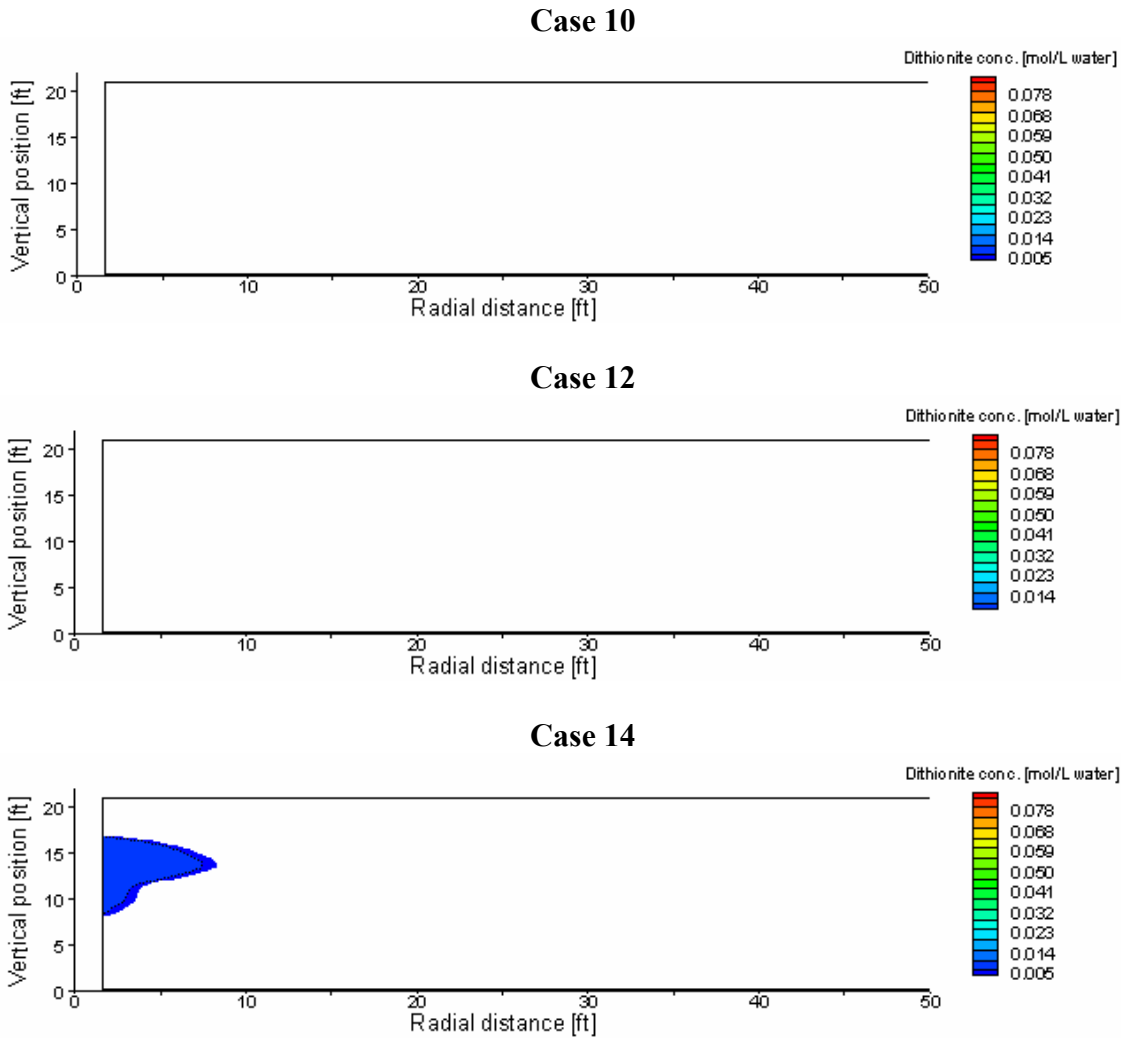 Case 10
Dithionite conc. [mol/L water]
0.078
0.068
0.059
0.050
0.041
0.032
0.023
0.014
0.005
Vertical position [ft]
20
15
10
5
0
0 10 20 30 40 50
Radial distance [ft]
Case 12
Dithionite conc. [mol/L water]
0.078
0.068
0.059
0.050
0.041
0.032
0.023
0.014
Vertical position [ft]
20
15
10
5
0
0 10 20 30 40 50
Radial distance [ft]
Case 14
Dithionite conc. [mol/L water]
0.078
0.068
0.059
0.050
0.041
0.032
0.023
0.014
0.005
Vertical position [ft]
20
15
10
5
0
0 10 20 30 40 50
Radial distance [ft]